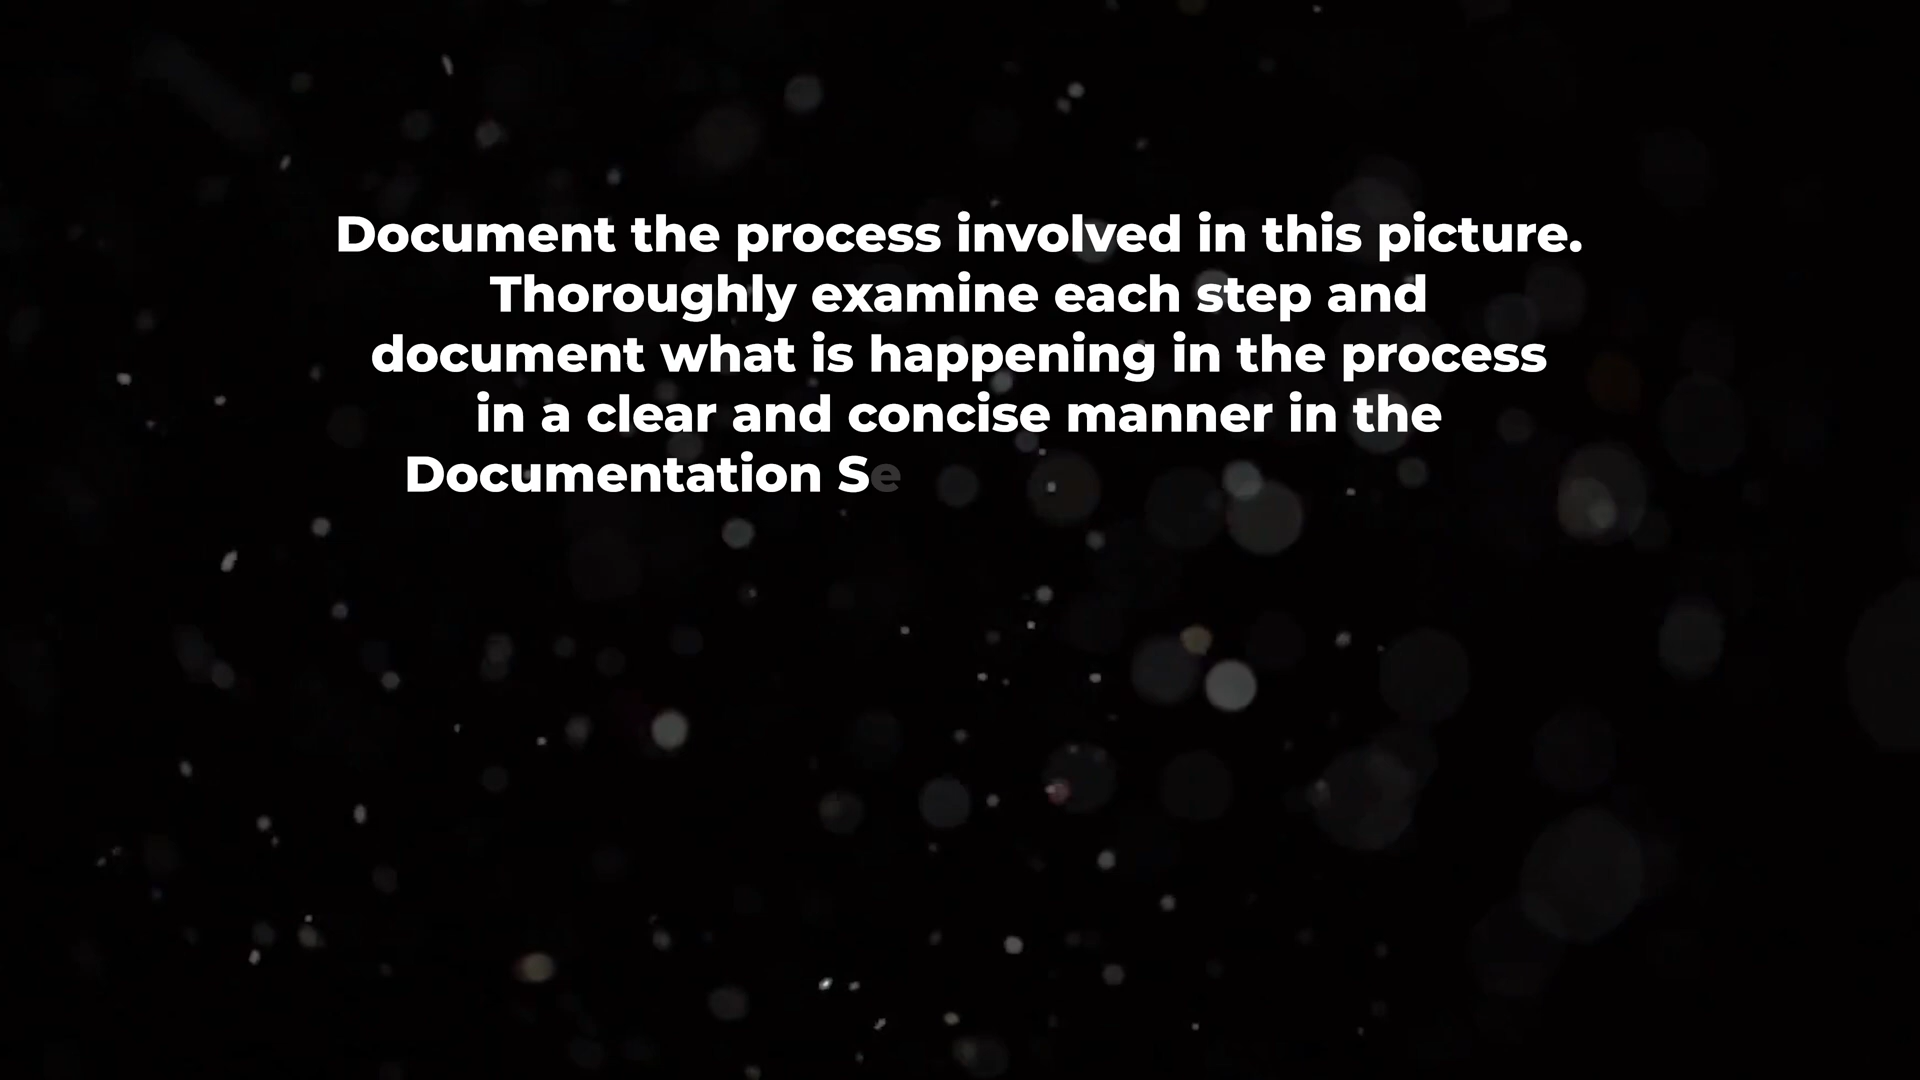 Document the process involved in this picture.
Thoroughly examine each step and
document what is happening in the process
in a clear and concise manner in the
Documentation Se